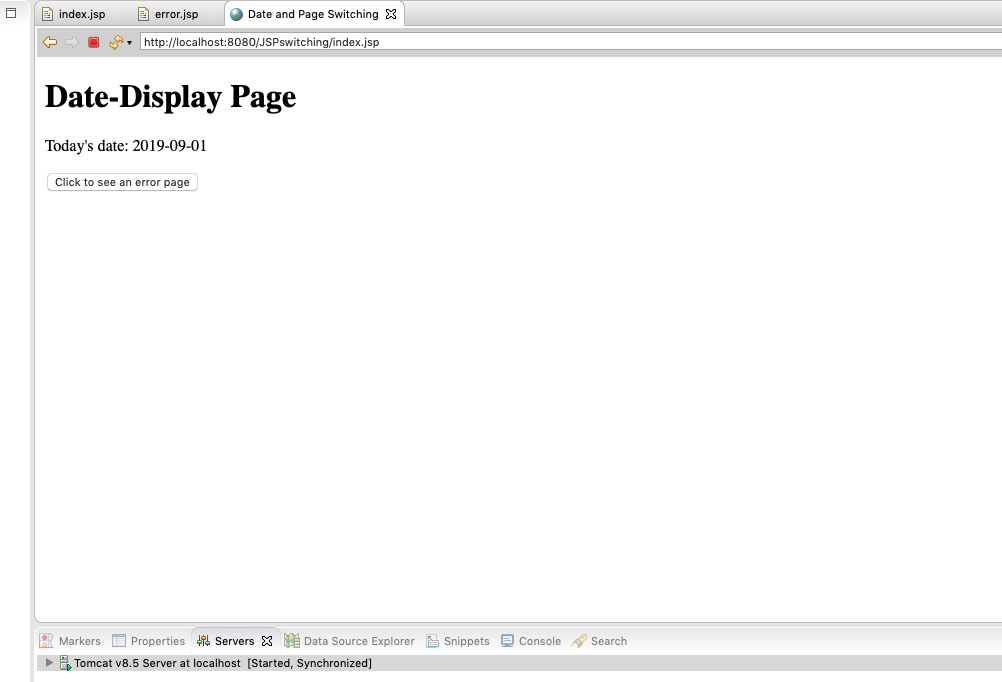 index.jsp error.jsp Date and Page Switching
http://localhost:8080/JSPswitching/index.jsp
Date-Display Page
Today's date: 2019-09-01
Click to see an error page
Markers Properties Servers Data Source Explorer Snippets Console Search
Tomcat v8.5 Server at localhost [Started, Synchronized]